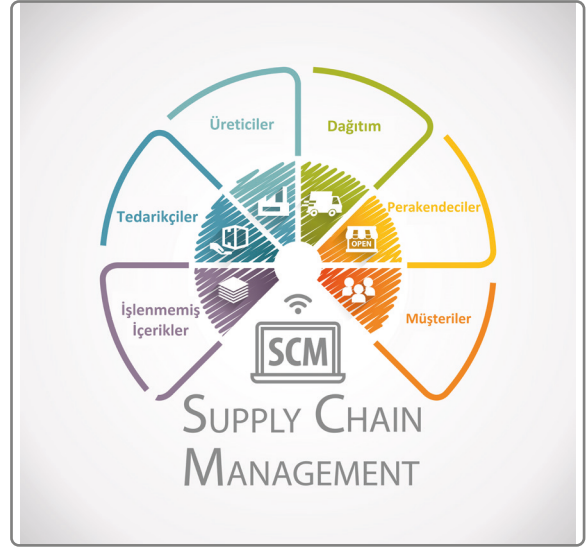 Üreticiler
Dağıtım
Tedarikçiler
Perakendeciler
OPEN
İşlenmemiş
İçerikler
Müşteriler
SCM
SUPPLY CHAIN
MANAGEMENT